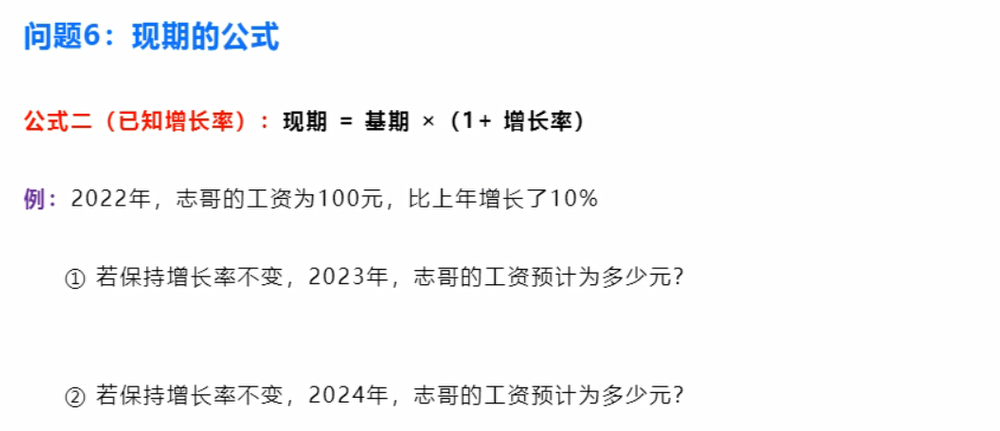 问题6：现期的公式
公式二（已知增长率）：现期 = 基期 ×（1+ 增长率）
例：2022年，志哥的工资为100元，比上年增长了10%
① 若保持增长率不变，2023年，志哥的工资预计为多少元？
② 若保持增长率不变，2024年，志哥的工资预计为多少元？